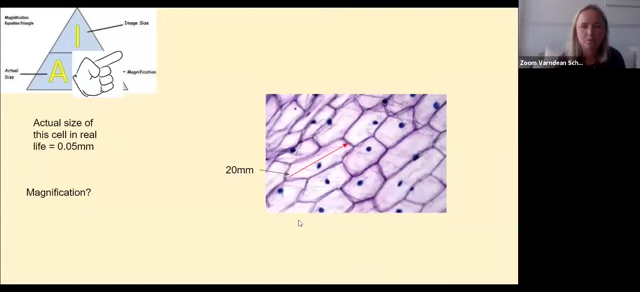 Magnification
Equation Triangle
I
Image Size
Actual
Size
A
Magnification
Zoom Varndean Sch...
Actual size of
this cell in real
life = 0.05mm
20mm
Magnification?